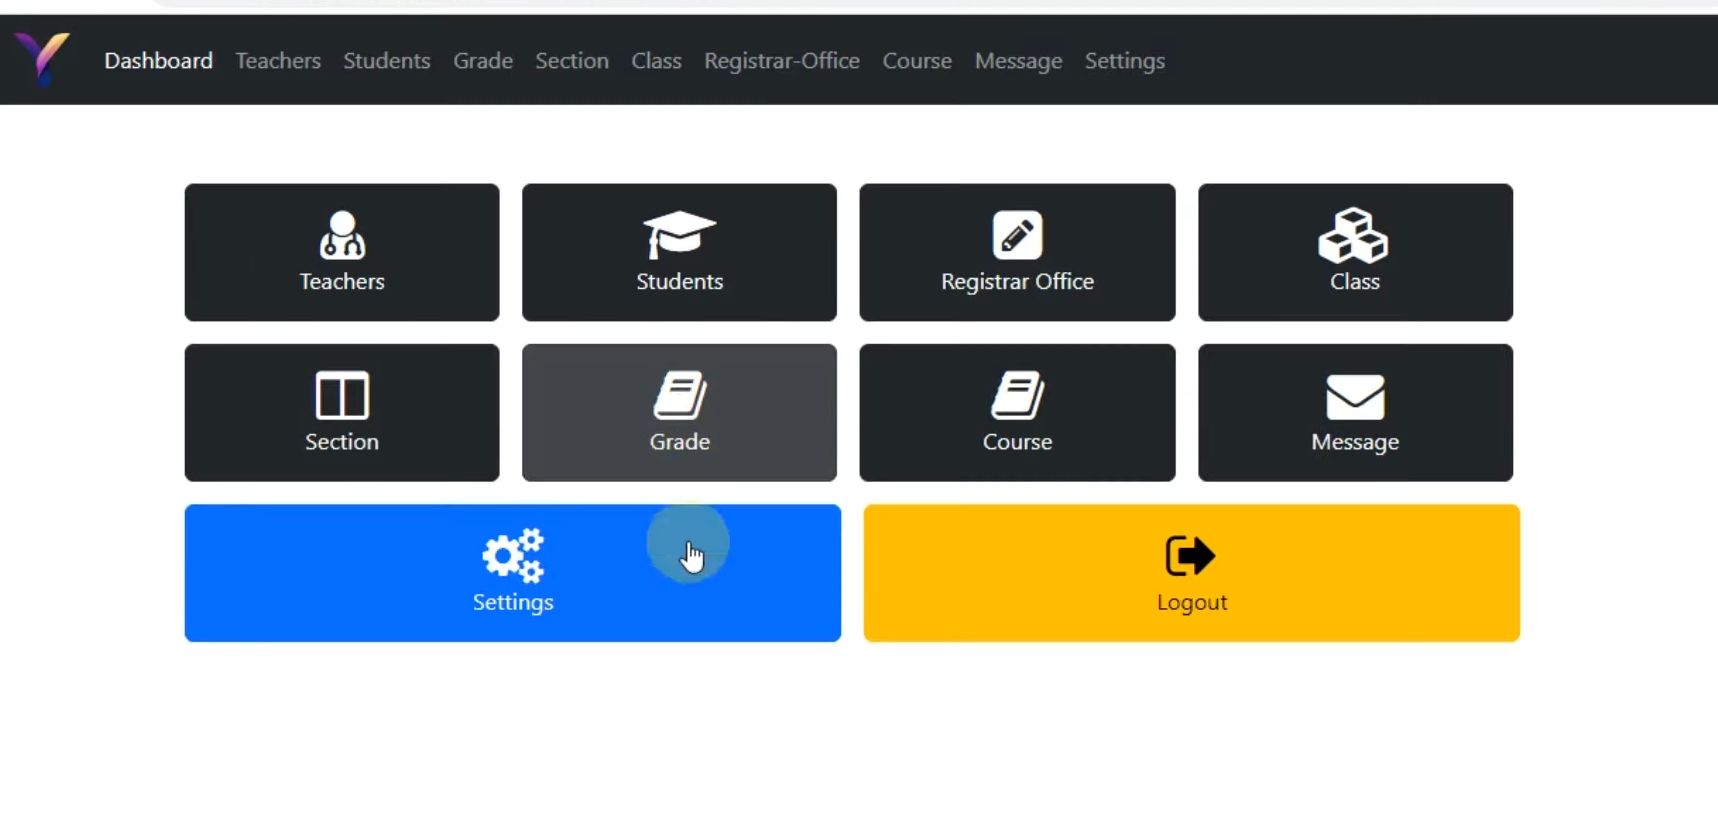 Dashboard Teachers Students Grade Section Class Registrar-Office Course Message Settings
Teachers Students Registrar Office Class
Section Grade Course Message
Settings Logout